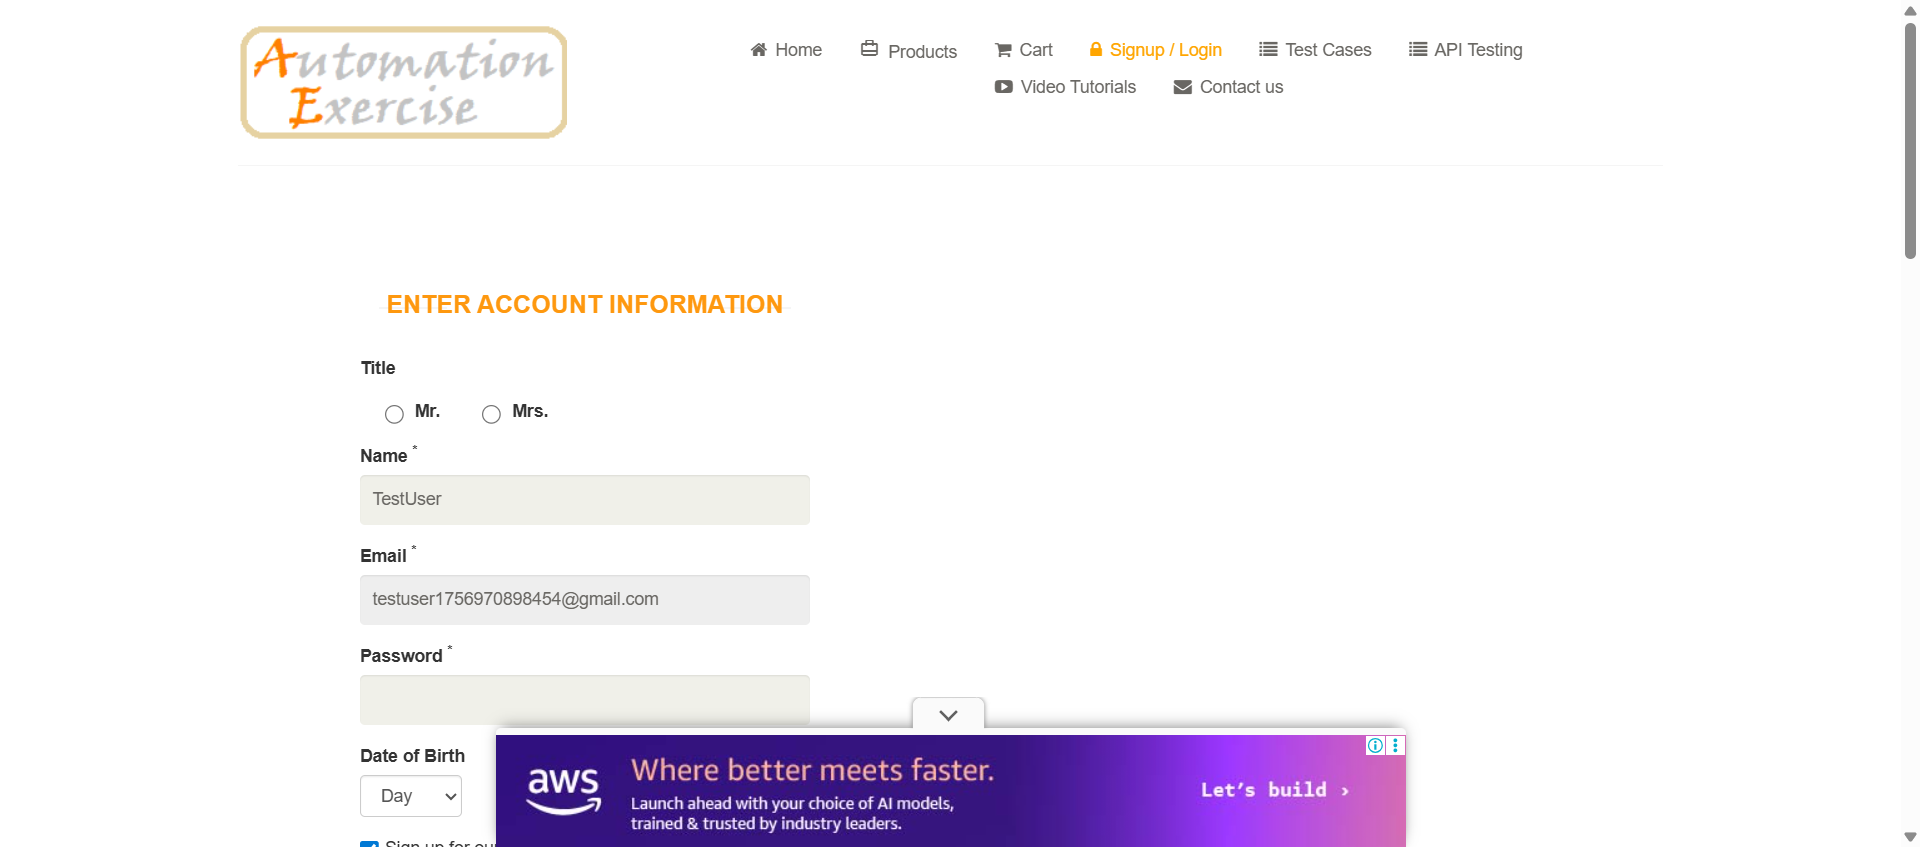 Automation
Exercise
Home
Products
Cart
Signup / Login
Test Cases
API Testing
Video Tutorials
Contact us
ENTER ACCOUNT INFORMATION
Title
Mr.
Mrs.
Name *
TestUser
Email *
testuser1756970898454@gmail.com
Password *
Date of Birth
Day
aws
Where better meets faster.
Launch ahead with your choice of AI models,
trained & trusted by industry leaders.
Let's build ›
Sign up for our